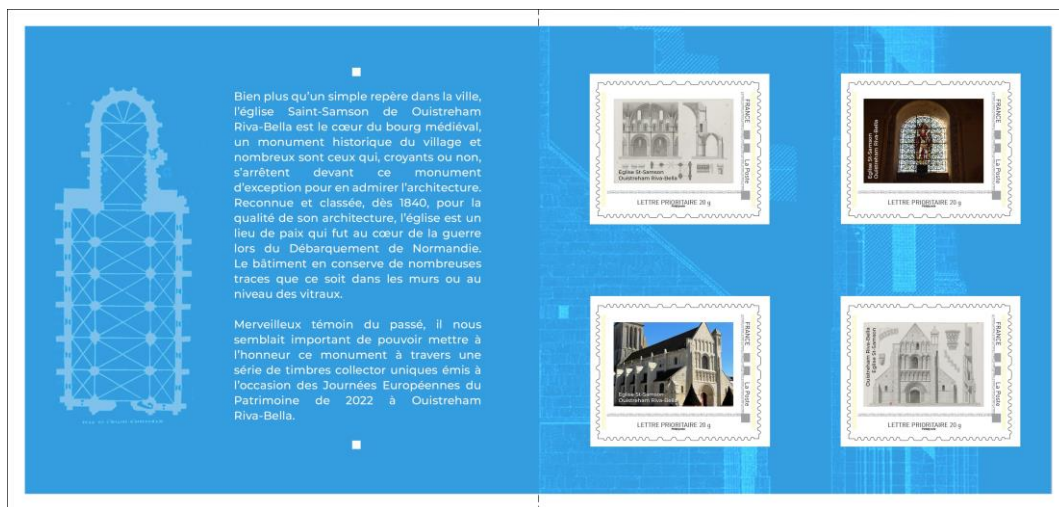 Bien plus qu'un simple repère dans la ville,
l'église Saint-Samson de Ouistreham
Riva-Bella est le cœur du bourg médiéval,
un monument historique du village et
nombreux sont ceux qui, croyants ou non,
s'arrêtent devant ce monument
d'exception pour en admirer l'architecture.
Reconnue et classée, dès 1840, pour la
qualité de son architecture, l'église est un
lieu de paix qui fut au cœur de la guerre
lors du Débarquement de Normandie.
Le bâtiment en conserve de nombreuses
traces que ce soit dans les murs ou au
niveau des vitraux.
Merveilleux témoin du passé, il nous
semblait important de pouvoir mettre à
l'honneur ce monument à travers une
série de timbres collector uniques émis à
l'occasion des Journées Européennes du
Patrimoine de 2022 à Ouistreham
Riva-Bella.
Eglise St-Samson
Ouistreham Riva-Bella
FRANCE
La Poste
LETTRE PRIORITAIRE 20 g
Eglise St-Samson
Ouistreham Riva-Bella
FRANCE
La Poste
LETTRE PRIORITAIRE 20 g
Eglise St-Samson
Ouistreham Riva-Bella
FRANCE
La Poste
LETTRE PRIORITAIRE 20 g
Ouistreham Riva-Bella
Eglise St-Samson
FRANCE
La Poste
LETTRE PRIORITAIRE 20 g